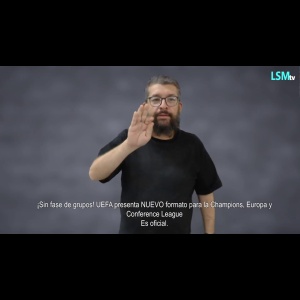 LSMtv
¡Sin fase de grupos! UEFA presenta NUEVO formato para la Champions, Europa y
Conference League
Es oficial.